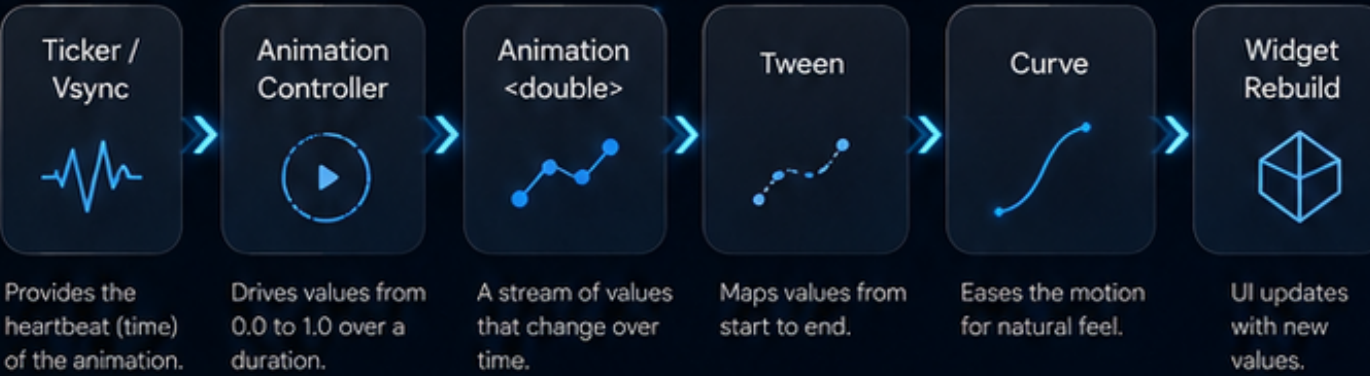 Ticker /
Vsync
Provides the
heartbeat (time)
of the animation.
Animation
Controller
Drives values from
0.0 to 1.0 over a
duration.
Animation
<double>
A stream of values
that change over
time.
Tween
Maps values from
start to end.
Curve
Eases the motion
for natural feel.
Widget
Rebuild
UI updates
with new
values.